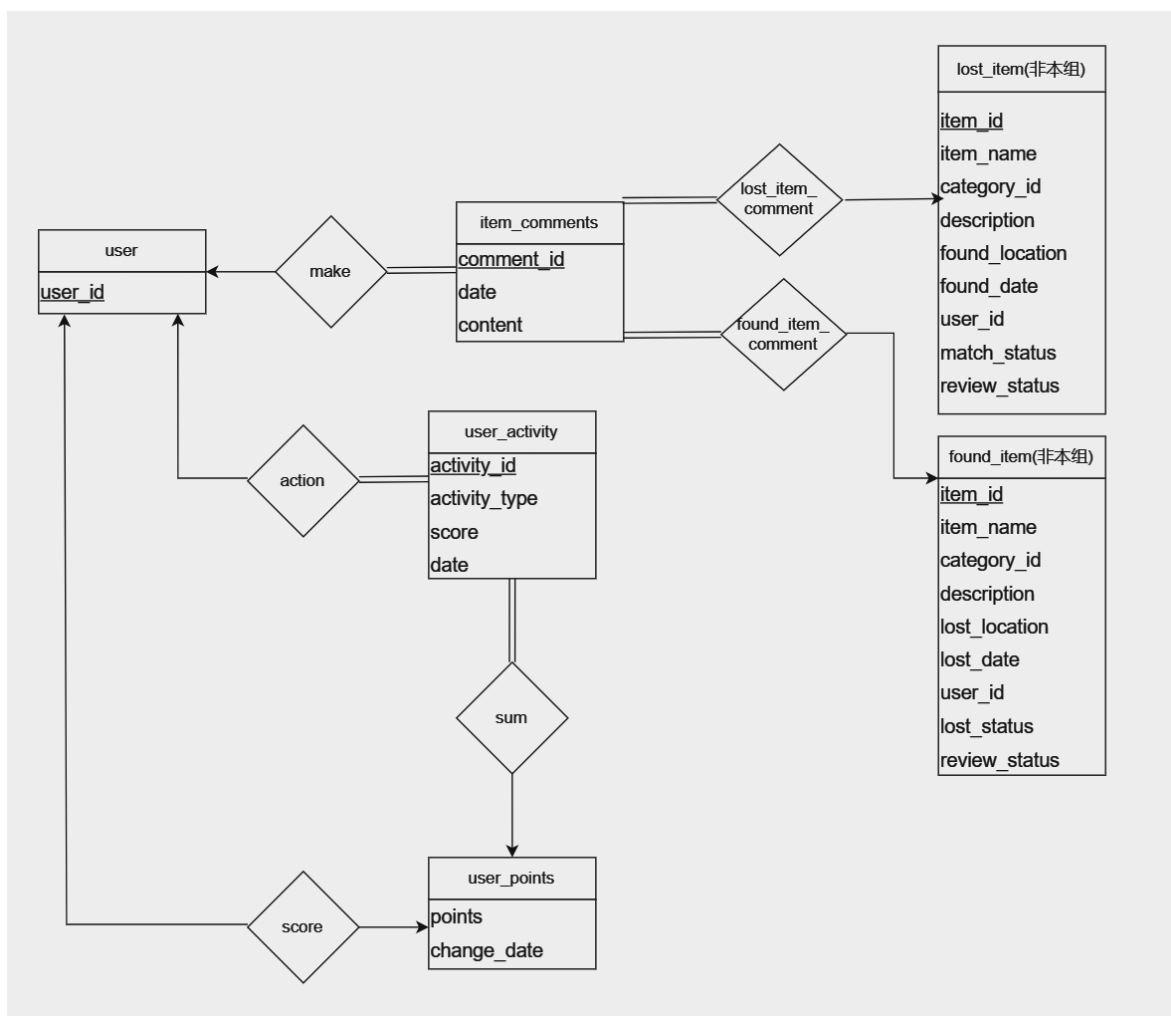 user
user_id
make
item_comments
comment_id
date
content
lost_item_
comment
found_item_
comment
lost_item(非本组)
item_id
item_name
category_id
description
found_location
found_date
user_id
match_status
review_status
found_item(非本组)
item_id
item_name
category_id
description
lost_location
lost_date
user_id
lost_status
review_status
action
user_activity
activity_id
activity_type
score
date
sum
score
user_points
points
change_date